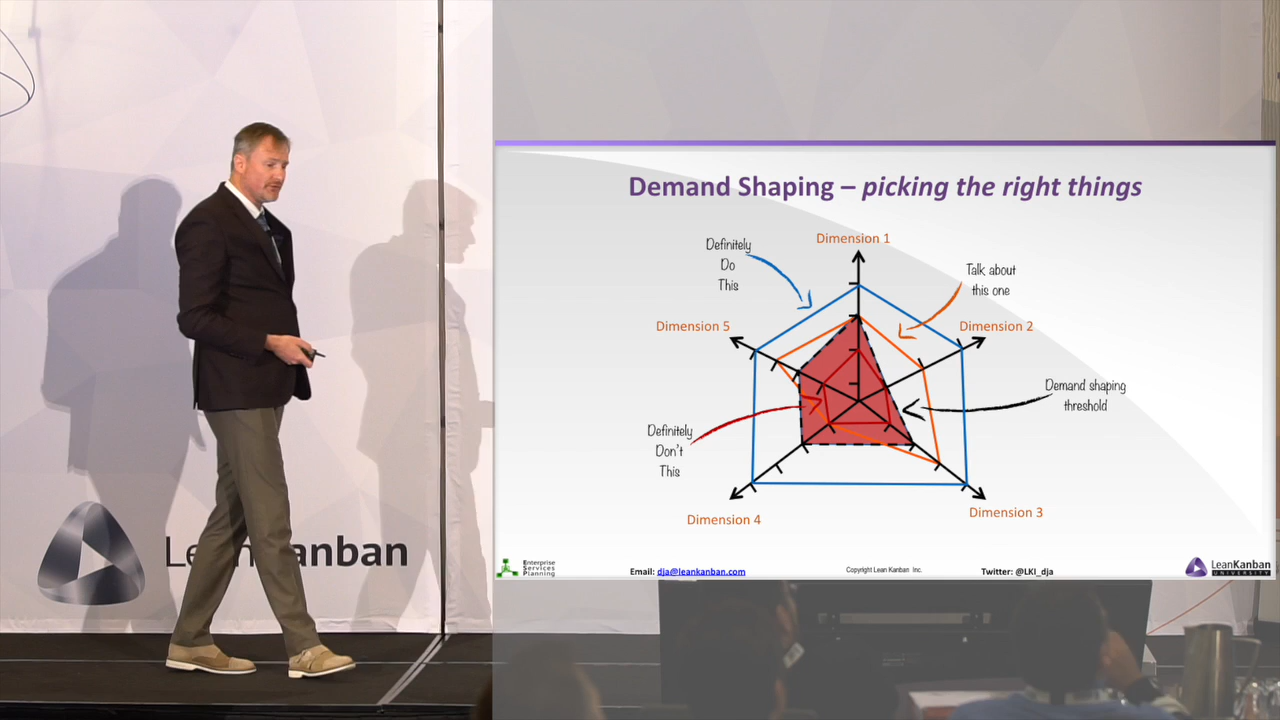 LeanKanban
Demand Shaping – picking the right things
Definitely
Do
This
Dimension 1
Talk about
this one
Dimension 5
Dimension 2
Demand shaping
threshold
Definitely
Don't
This
Dimension 4
Dimension 3
Enterprise
Services
Planning
Email: dja@leankanban.com
Copyright Lean Kanban Inc.
Twitter: @LKI_dja
LeanKanban
UNIVERSITY